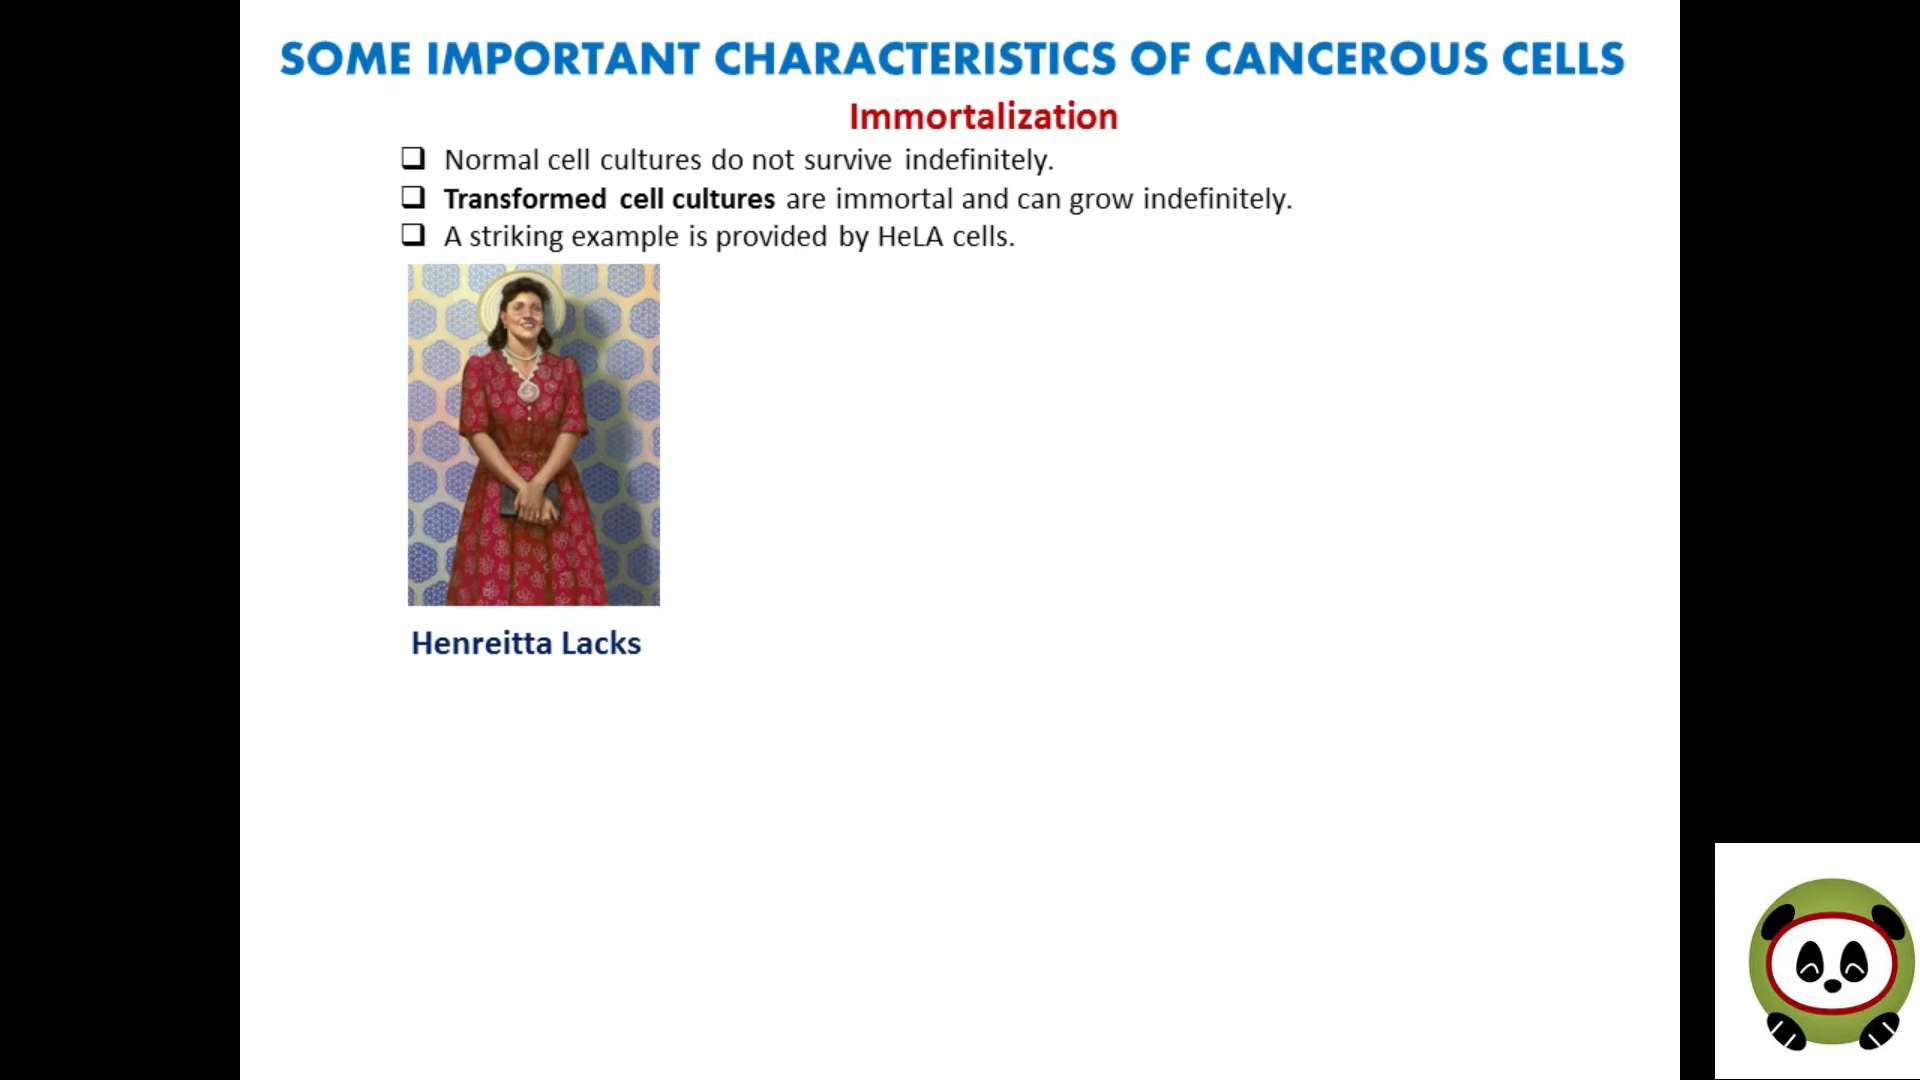 SOME IMPORTANT CHARACTERISTICS OF CANCEROUS CELLS
Immortalization
Normal cell cultures do not survive indefinitely.
Transformed cell cultures are immortal and can grow indefinitely.
A striking example is provided by HeLA cells.
Henreitta Lacks